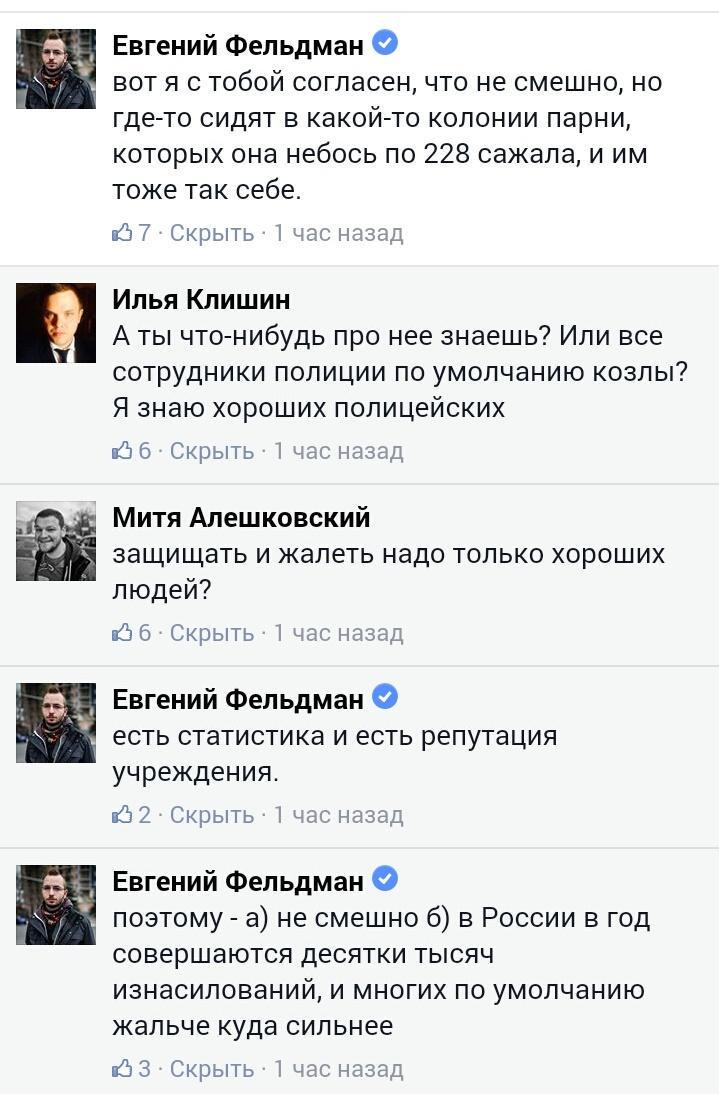 Евгений Фельдман
вот я с тобой согласен, что не смешно, но
где-то сидят в какой-то колонии парни,
которых она небось по 228 сажала, и им
тоже так себе.
7 · Скрыть · 1 час назад
Илья Клишин
А ты что-нибудь про нее знаешь? Или все
сотрудники полиции по умолчанию козлы?
Я знаю хороших полицейских
6 · Скрыть · 1 час назад
Митя Алешковский
защищать и жалеть надо только хороших
людей?
6 · Скрыть · 1 час назад
Евгений Фельдман
есть статистика и есть репутация
учреждения.
2 · Скрыть · 1 час назад
Евгений Фельдман
поэтому - а) не смешно б) в России в год
совершаются десятки тысяч
изнасилований, и многих по умолчанию
жальче куда сильнее
3 · Скрыть · 1 час назад